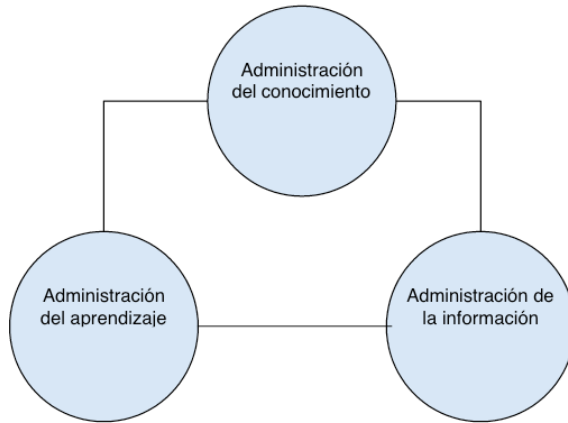 Administración
del conocimiento
Administración
del aprendizaje
Administración de
la información